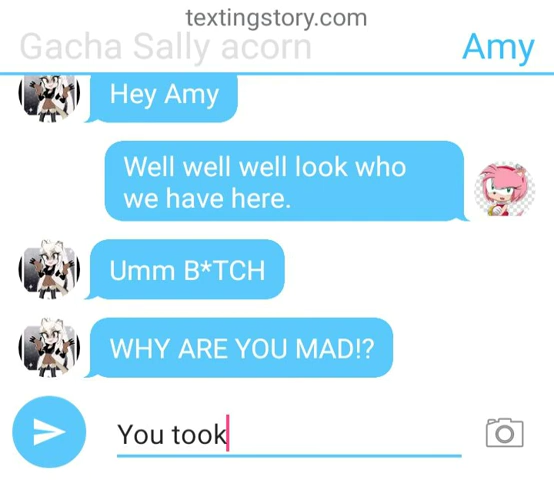 textingstory.com
Gacha Sally acorn
Amy
Hey Amy
Well well well look who
we have here.
Umm B*TCH
WHY ARE YOU MAD!?
You took